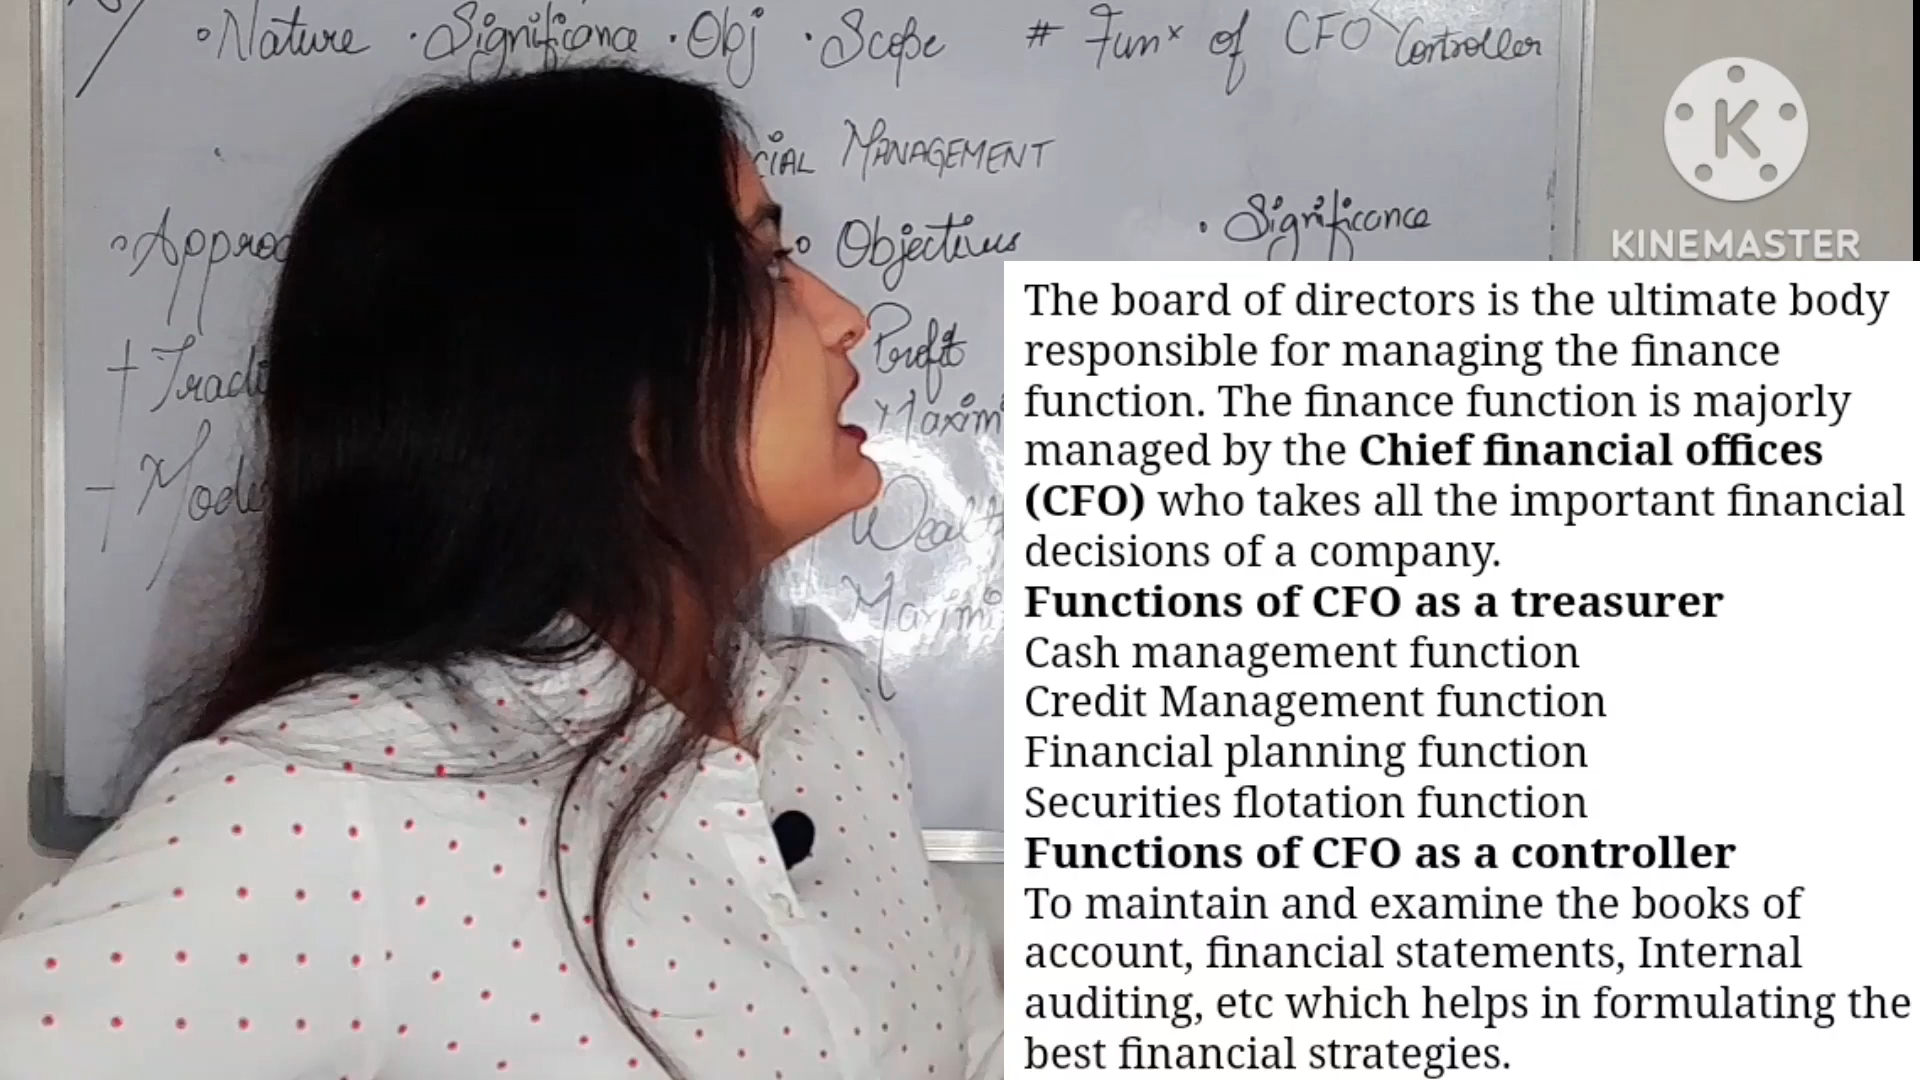 • Nature • Significance • Obj • Scope # Funˣ of CFO Controller
MANAGEMENT
• Objectives
• Significance
Profit
KINEMASTER
The board of directors is the ultimate body
responsible for managing the finance
function. The finance function is majorly
managed by the Chief financial offices
(CFO) who takes all the important financial
decisions of a company.
Functions of CFO as a treasurer
Cash management function
Credit Management function
Financial planning function
Securities flotation function
Functions of CFO as a controller
To maintain and examine the books of
account, financial statements, Internal
auditing, etc which helps in formulating the
best financial strategies.